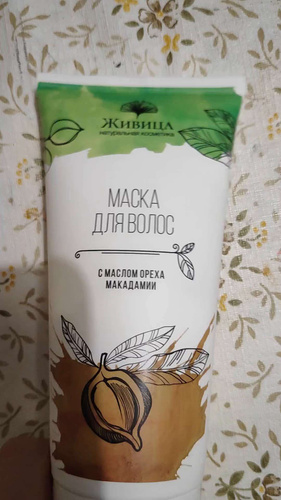 Живица
натуральная косметика
МАСКА
ДЛЯ ВОЛОС
С МАСЛОМ ОРЕХА
МАКАДАМИИ